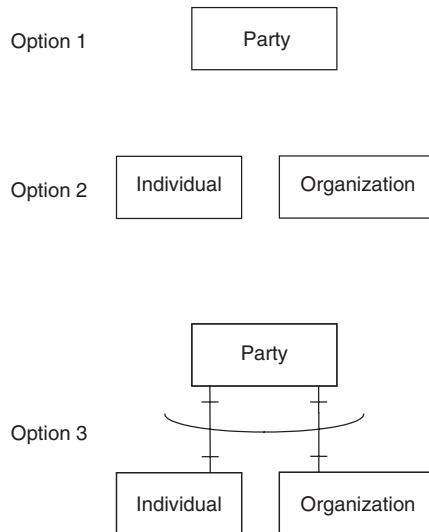 Option 1
Party
Option 2
Individual
Organization
Party
Option 3
Individual
Organization